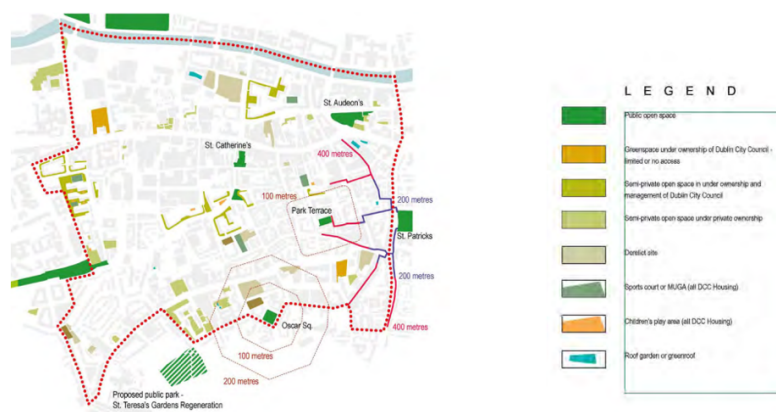 St. Audeon's
St. Catherine's
400 metres
100 metres
200 metres
Park Terrace
St. Patricks
200 metres
Oscar Sq.
400 metres
100 metres
200 metres
Proposed public park -
St. Teresa's Gardens Regeneration
L E G E N D
Public open space
Greenspace under ownership of Dublin City Council -
limited or no access
Semi-private open space in under ownership and
management of Dublin City Council
Semi-private open space under private ownership
Derelict site
Sports court or MUGA (all DCC Housing)
Children's play area (all DCC Housing)
Roof garden or greenroof